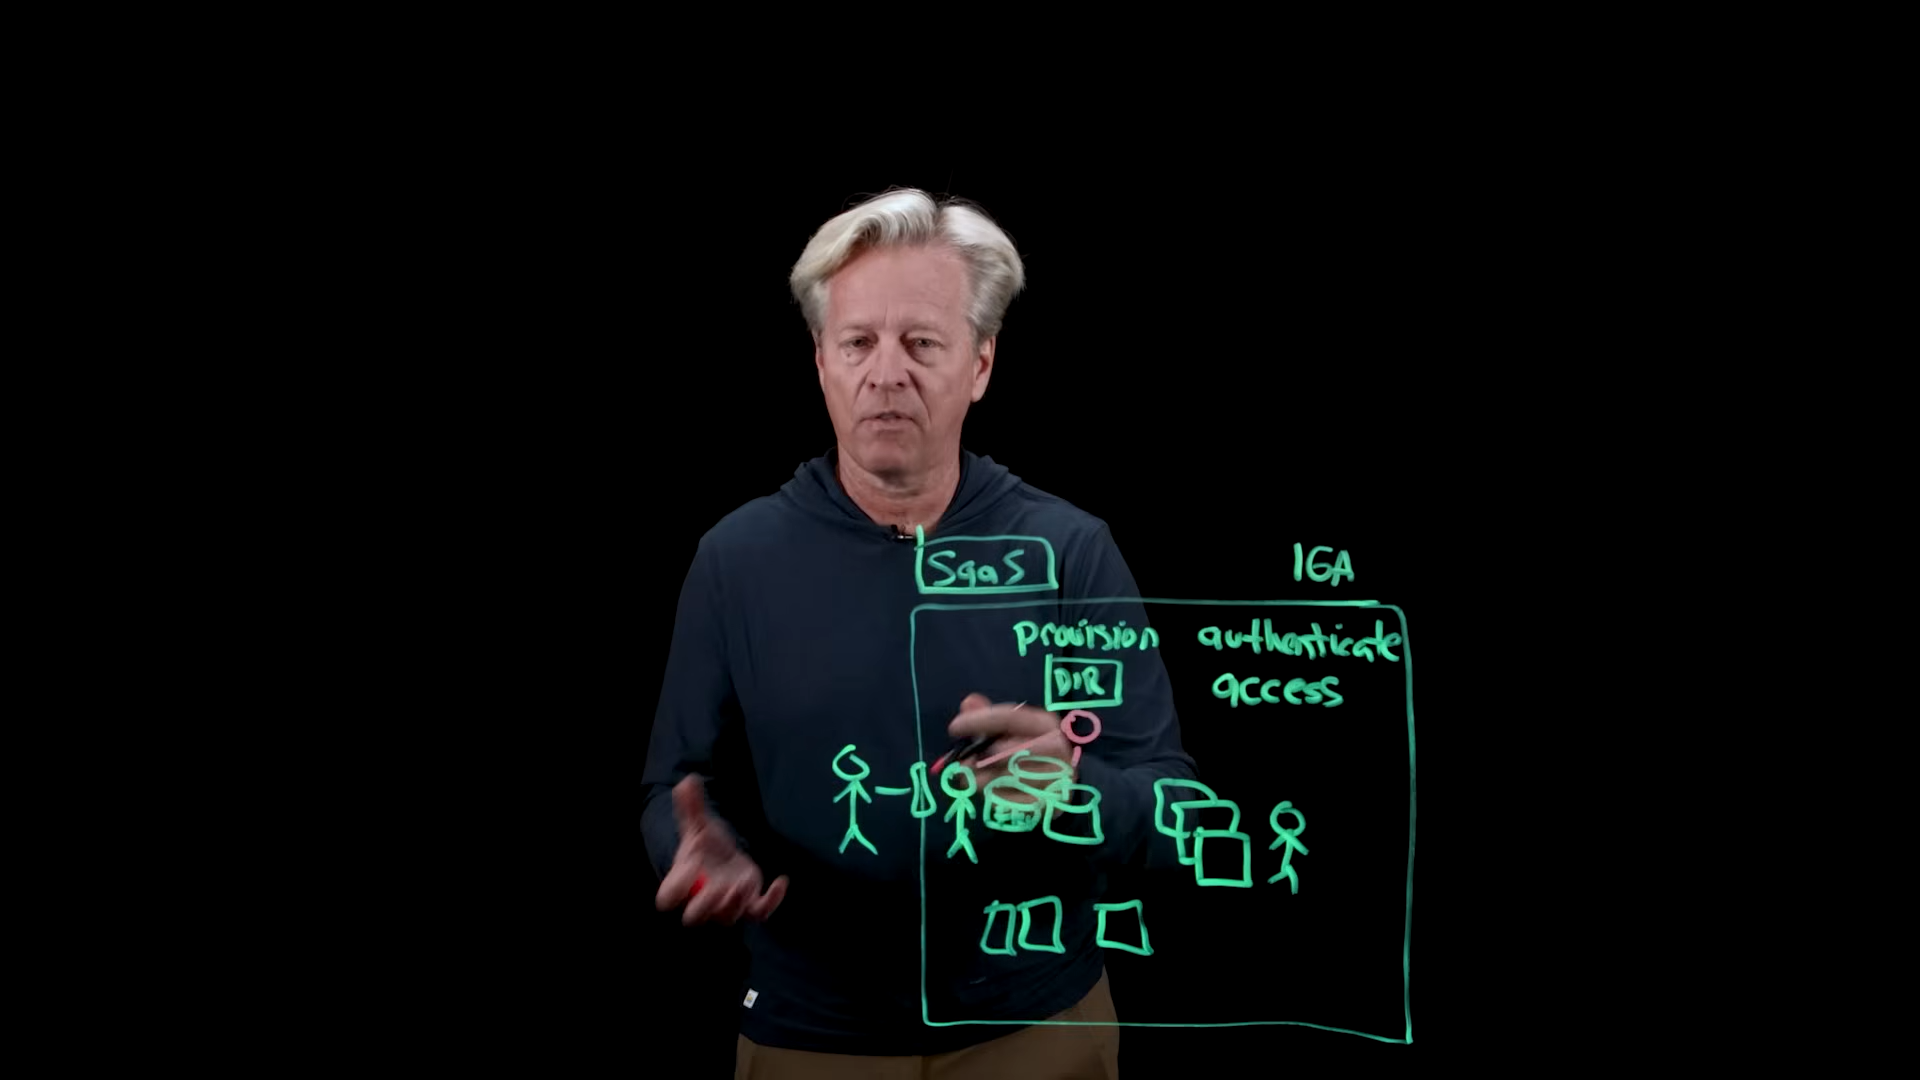 SaaS
IGA
provision
authenticate
DIR
access